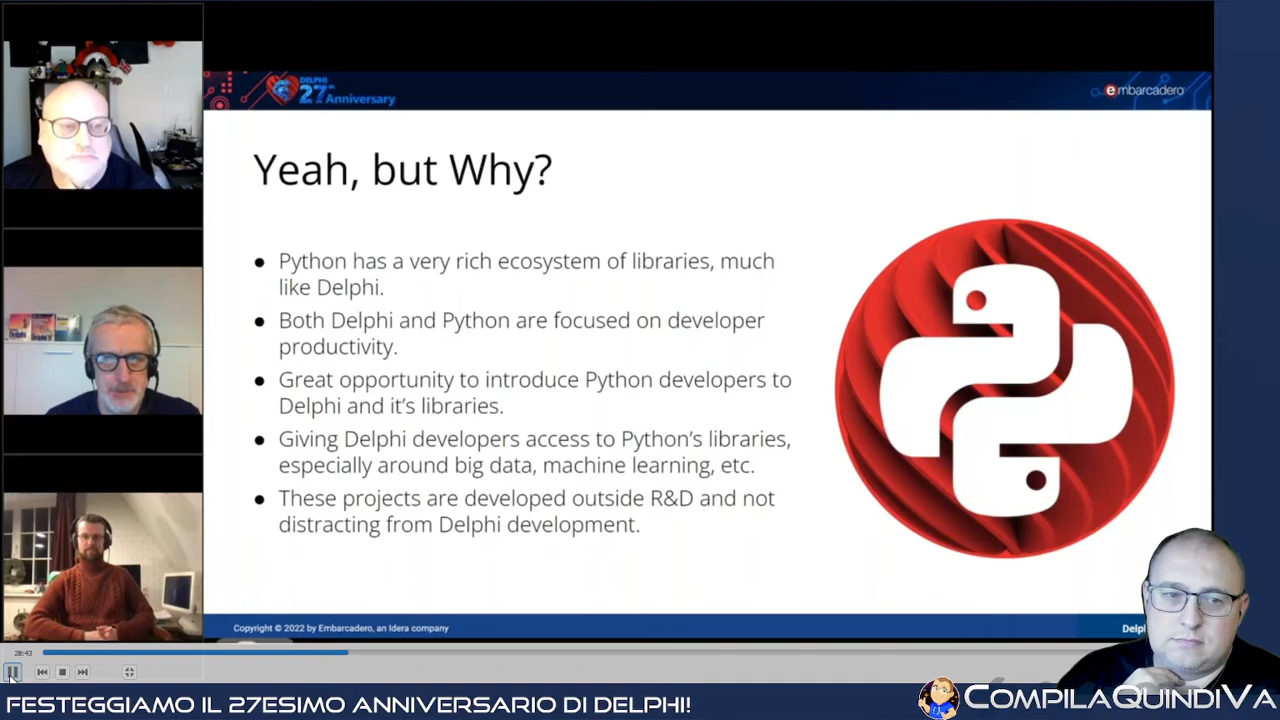 DELPHI
27th
Anniversary
embarcadero
Yeah, but Why?
● Python has a very rich ecosystem of libraries, much
like Delphi.
● Both Delphi and Python are focused on developer
productivity.
● Great opportunity to introduce Python developers to
Delphi and it’s libraries.
● Giving Delphi developers access to Python’s libraries,
especially around big data, machine learning, etc.
● These projects are developed outside R&D and not
distracting from Delphi development.
Copyright © 2022 by Embarcadero, an Idera company
Delp
28:43
FESTEGGIAMO IL 27ESIMO ANNIVERSARIO DI DELPHI!
COMPILAQUINDIVA